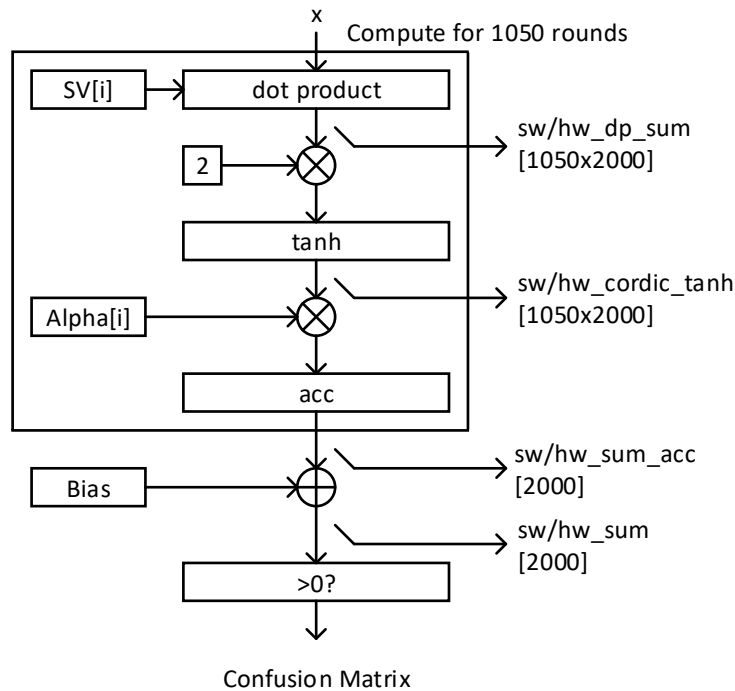 x
Compute for 1050 rounds
SV[i]
dot product
sw/hw_dp_sum
[1050x2000]
2
tanh
sw/hw_cordic_tanh
[1050x2000]
Alpha[i]
acc
sw/hw_sum_acc
[2000]
Bias
sw/hw_sum
[2000]
>0?
Confusion Matrix